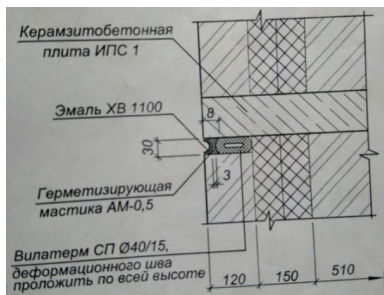 Керамзитобетонная
плита ИПС 1
Эмаль ХВ 1100
8
30
3
Герметизирующая
мастика АМ-0,5
Вилатерм СП Ø40/15,
деформационного шва
проложить по всей высоте
120
150
510